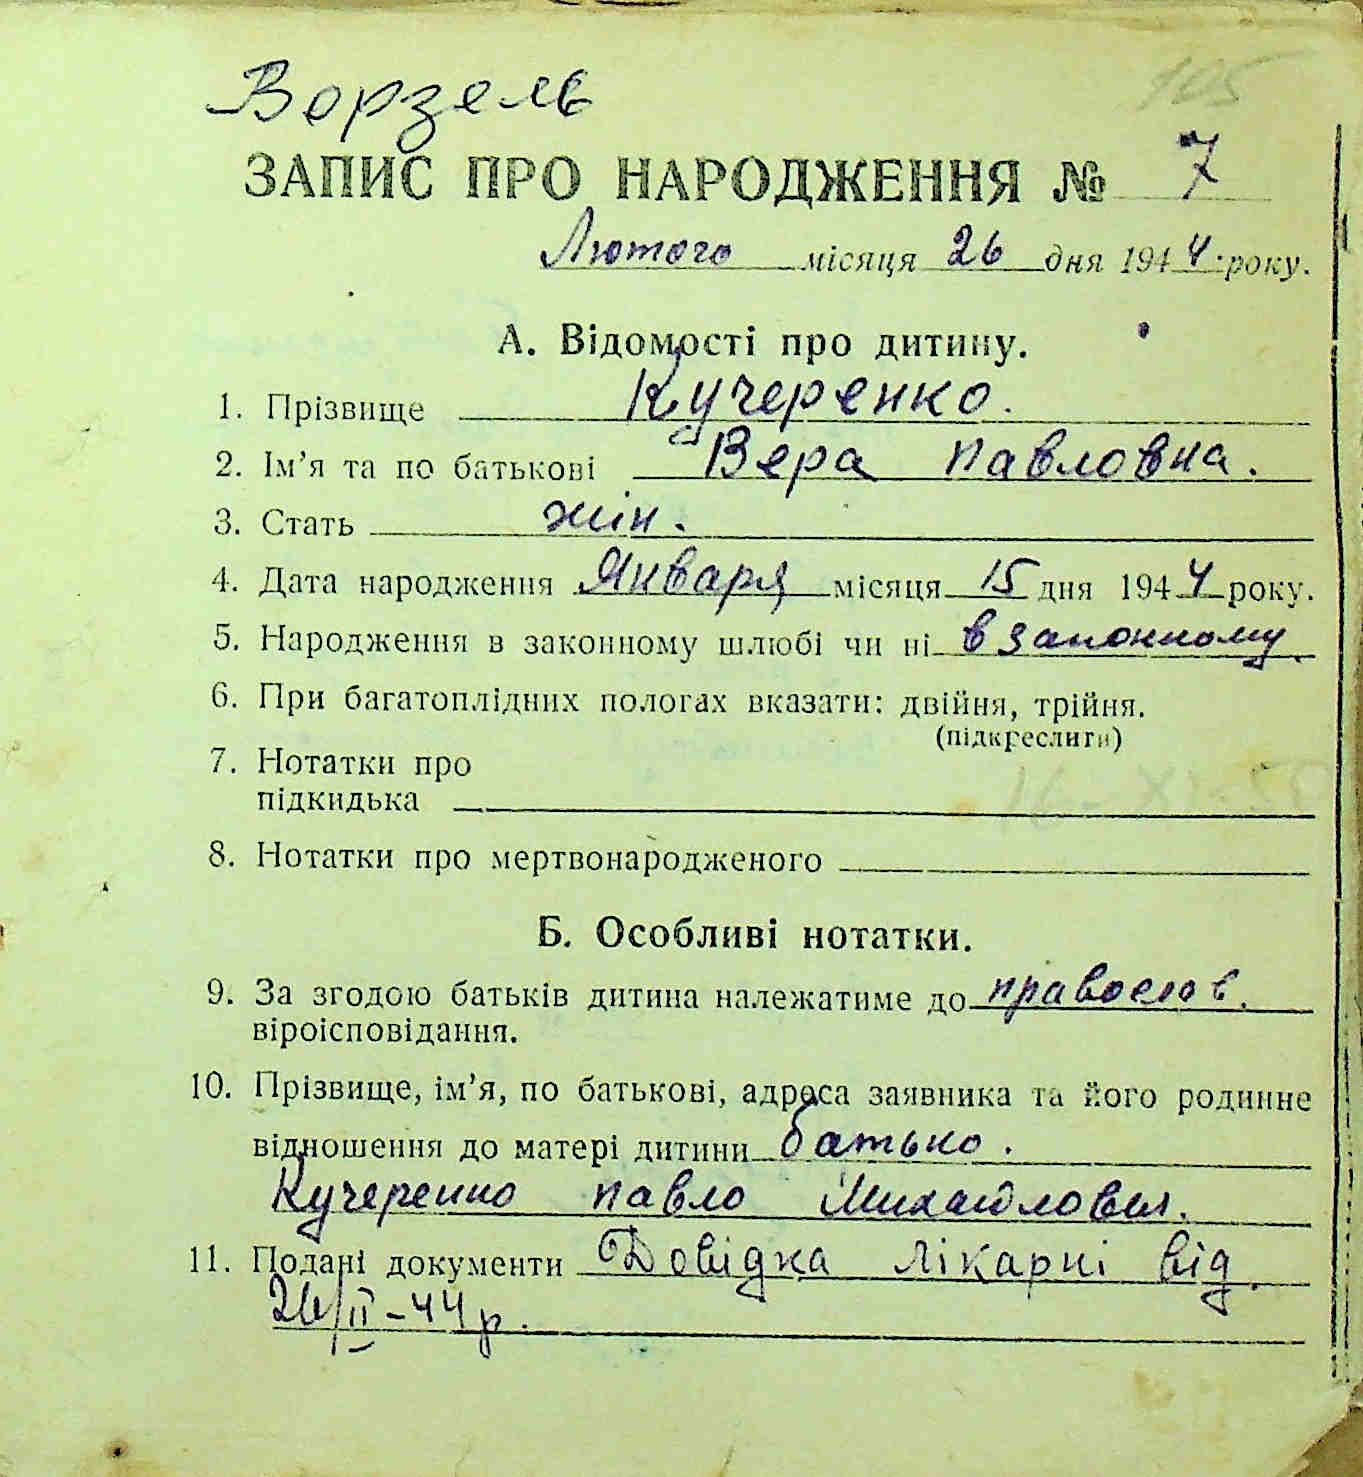 105
Ворзель
ЗАПИС ПРО НАРОДЖЕННЯ № 7
Лютого місяця 26 дня 1944 року.
А. Відомості про дитину.
1. Прізвище Кучеренко.
2. Ім'я та по батькові Вера Павловна.
3. Стать жін.
4. Дата народження Января місяця 15 дня 1944 року.
5. Народження в законному шлюбі чи ні в законному.
6. При багатоплідних пологах вказати: двійня, трійня.
(підкреслити)
7. Нотатки про
підкидька
8. Нотатки про мертвонародженого
Б. Особливі нотатки.
9. За згодою батьків дитина належатиме до правослов.
віроісповідання.
10. Прізвище, ім'я, по батькові, адреса заявника та його родинне
відношення до матері дитини батько.
Кучеренко Павло Михайлович.
11. Подані документи Довідка лікарні від
26/II-44р.